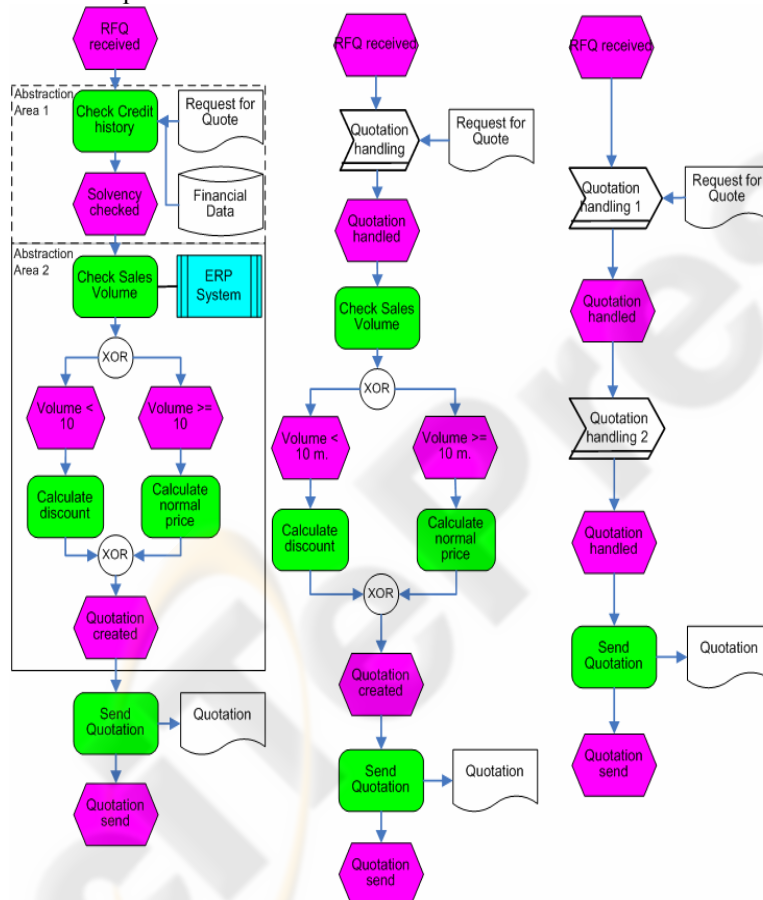 RFQ
received
Abstraction
Area 1
Check Credit
history
Request for
Quote
Solvency
checked
Financial
Data
Abstraction
Area 2
Check Sales
Volume
ERP
System
XOR
Volume <
10
Volume >=
10
Calculate
discount
Calculate
normal
price
XOR
Quotation
created
Send
Quotation
Quotation
Quotation
send
RFQ received
Quotation
handling
Request for
Quote
Quotation
handled
Check Sales
Volume
XOR
Volume <
10 m.
Volume >=
10 m.
Calculate
discount
Calculate
normal
price
XOR
Quotation
created
Send
Quotation
Quotation
Quotation
send
RFQ received
Quotation
handling 1
Request for
Quote
Quotation
handled
Quotation
handling 2
Quotation
handled
Send
Quotation
Quotation
Quotation
send